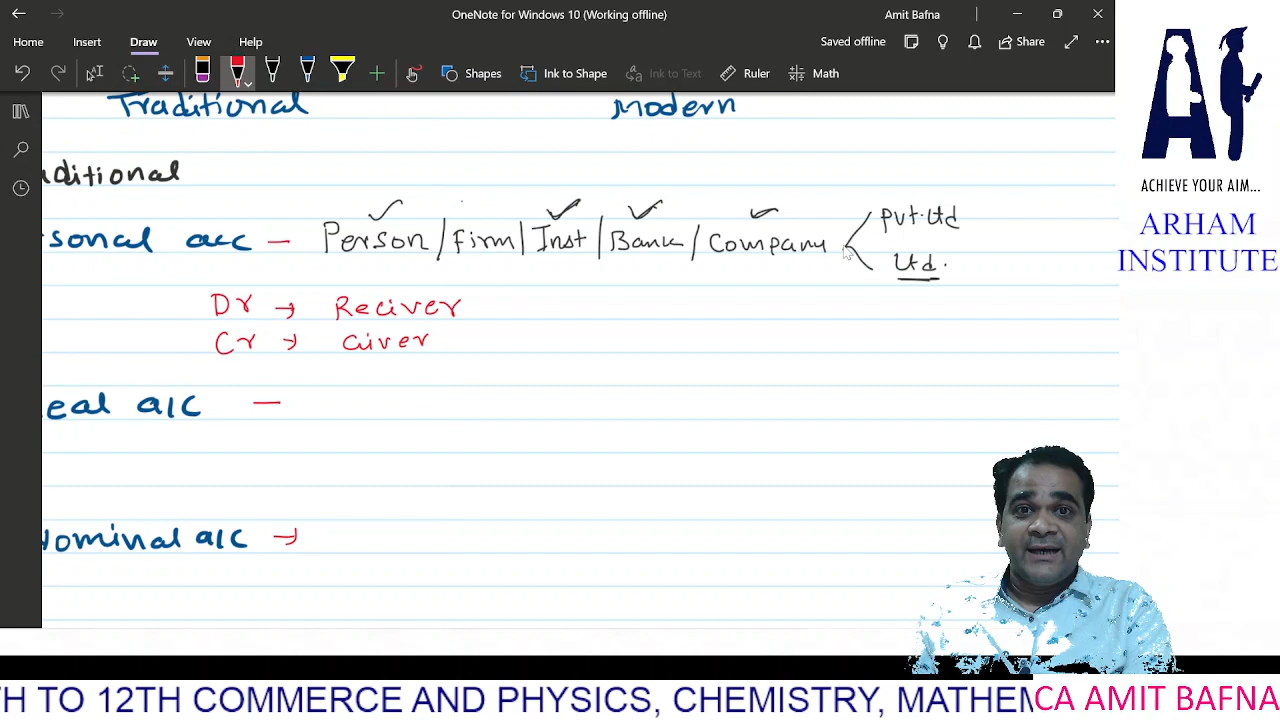 OneNote for Windows 10 (Working offline)
Amit Bafna
Home Insert Draw View Help
Saved offline
Share
Shapes
Ink to Shape
Ink to Text
Ruler
Math
Traditional Modern
aditional
sonal acc - Person / Firm / Inst / Bank / Company
Pvt. Ltd
Ltd.
Dr → Reciver
Cr → Giver
eal a/c -
Nominal a/c →
AI
ACHIEVE YOUR AIM...
ARHAM
INSTITUTE
TH TO 12TH COMMERCE AND PHYSICS, CHEMISTRY, MATHEM
CA AMIT BAFNA